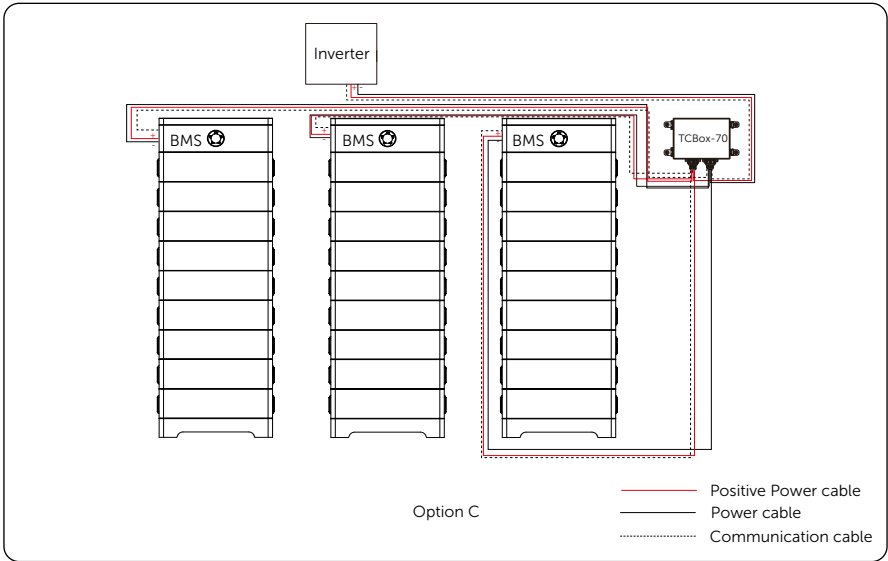 Inverter
+ -
BMS
BMS
BMS
TCBox-70
+
-
+
-
+
-
Option C
Positive Power cable
Power cable
Communication cable